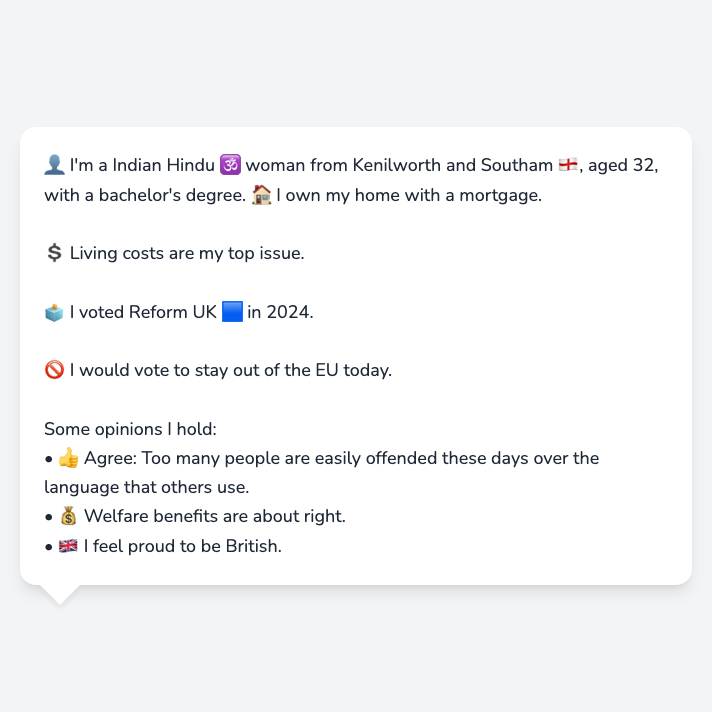 👤 I'm a Indian Hindu 🕉️ woman from Kenilworth and Southam 🏴󠁧󠁢󠁥󠁮󠁧󠁿, aged 32,
with a bachelor's degree. 🏠 I own my home with a mortgage.
💲 Living costs are my top issue.
🗳️ I voted Reform UK 🟦 in 2024.
🚫 I would vote to stay out of the EU today.
Some opinions I hold:
• 👍 Agree: Too many people are easily offended these days over the
language that others use.
• 💰 Welfare benefits are about right.
• 🇬🇧 I feel proud to be British.